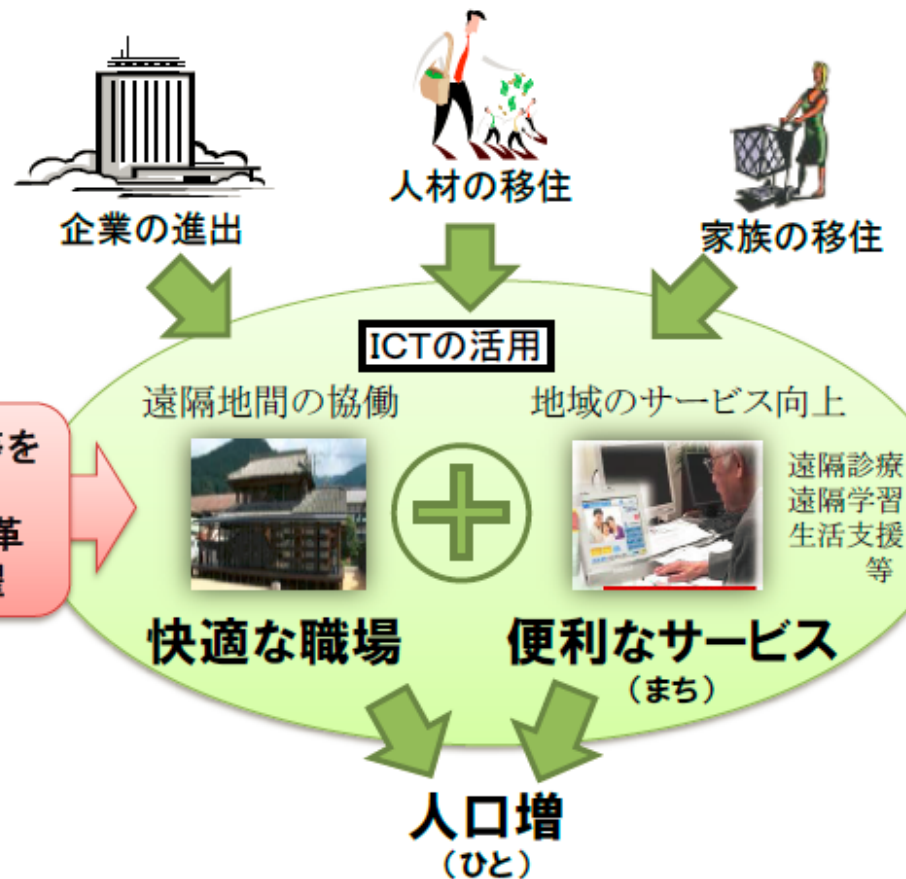 人材の移住
企業の進出
家族の移住
ICTの活用
遠隔地間の協働
地域のサービス向上
を
革
遠隔診療
遠隔学習
生活支援
等
快適な職場
便利なサービス
(まち)
人口増
(ひと)